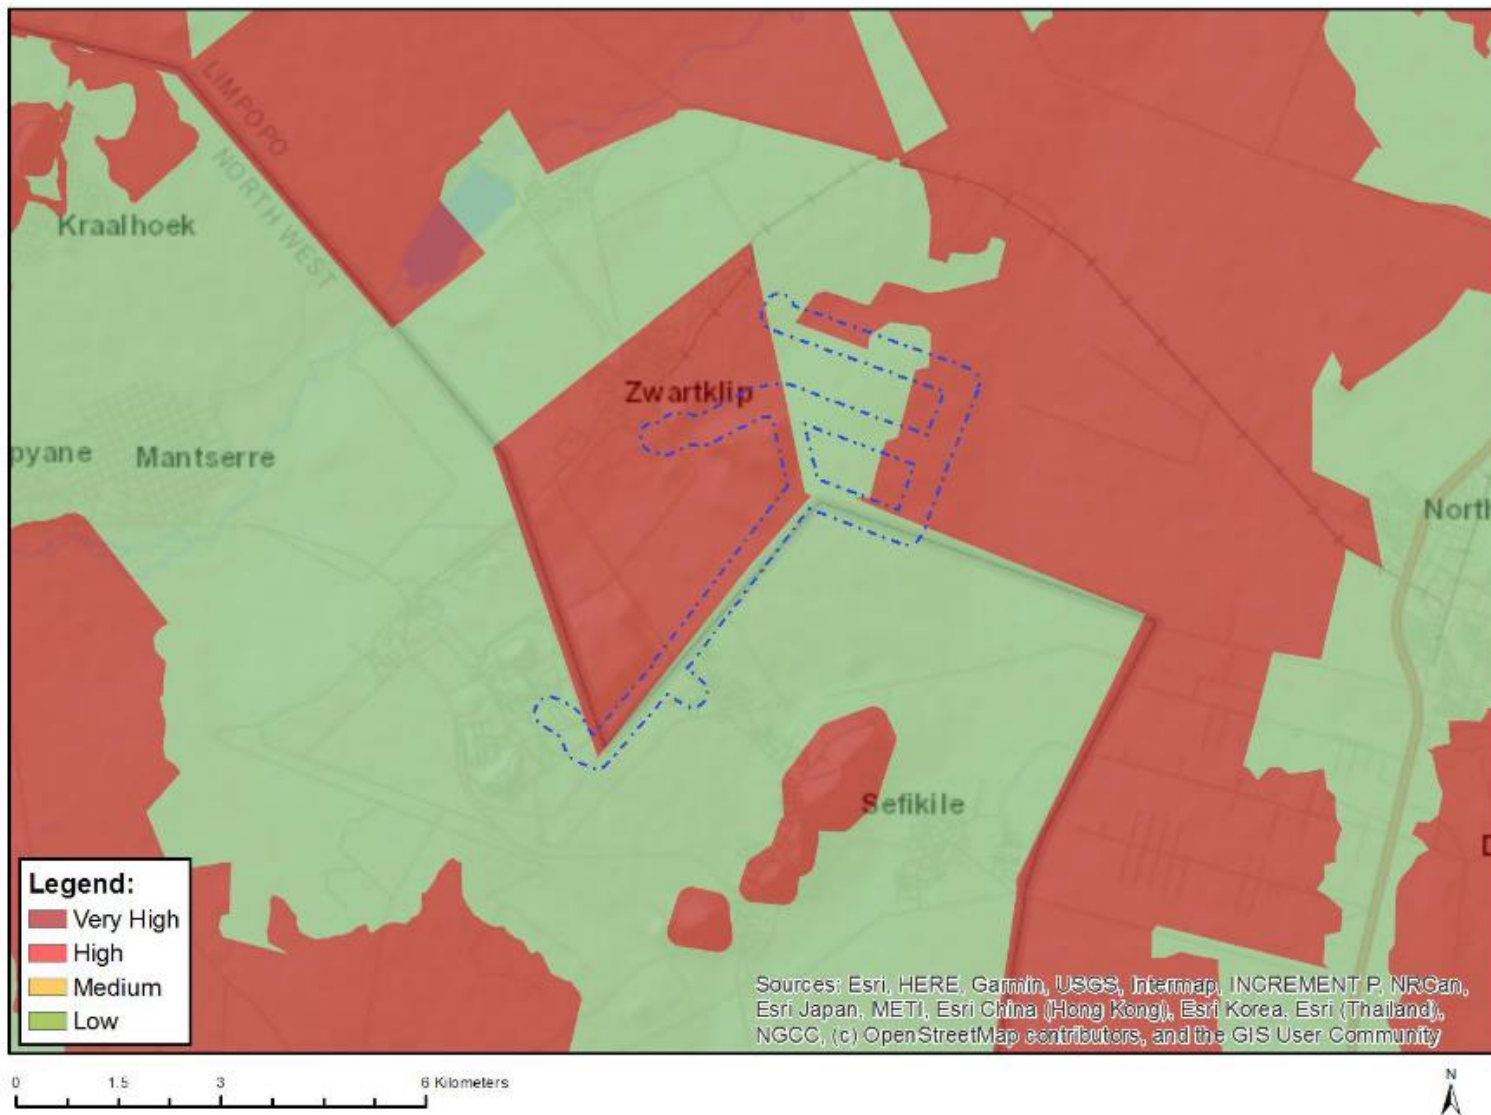 LIMPOPO
NORTH WEST
Kraalhoek
Zwartklip
pyane
Mantserre
North
Sefikile
D
Legend:
Very High
High
Medium
Low
Sources: Esri, HERE, Garmin, USGS, Intermap, INCREMENT P, NRCan,
Esri Japan, METI, Esri China (Hong Kong), Esri Korea, Esri (Thailand),
NGCC, (c) OpenStreetMap contributors, and the GIS User Community
0 1.5 3 6 Kilometers
N